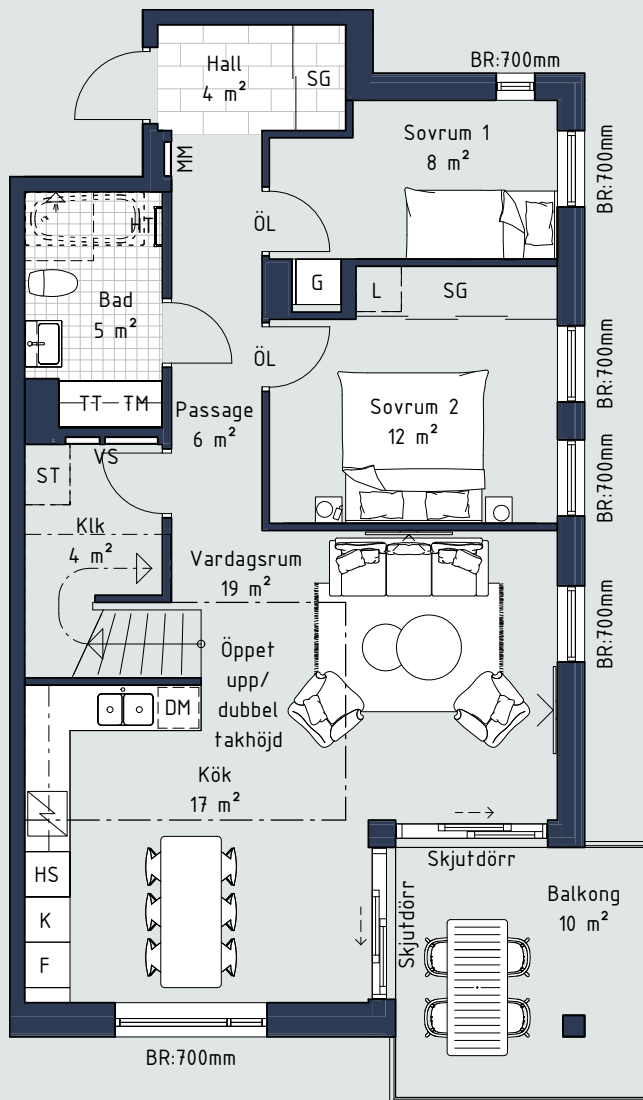 Hall
4 m²
SG
BR:700mm
MM
Sovrum 1
8 m²
BR:700mm
HT
ÖL
Bad
5 m²
G
L
SG
ÖL
BR:700mm
TT
TM
Passage
6 m²
Sovrum 2
12 m²
VS
ST
BR:700mm
Klk
4 m²
Vardagsrum
19 m²
BR:700mm
Öppet
upp/
dubbel
takhöjd
DM
Kök
17 m²
HS
K
F
Skjutdörr
Skjutdörr
Balkong
10 m²
BR:700mm